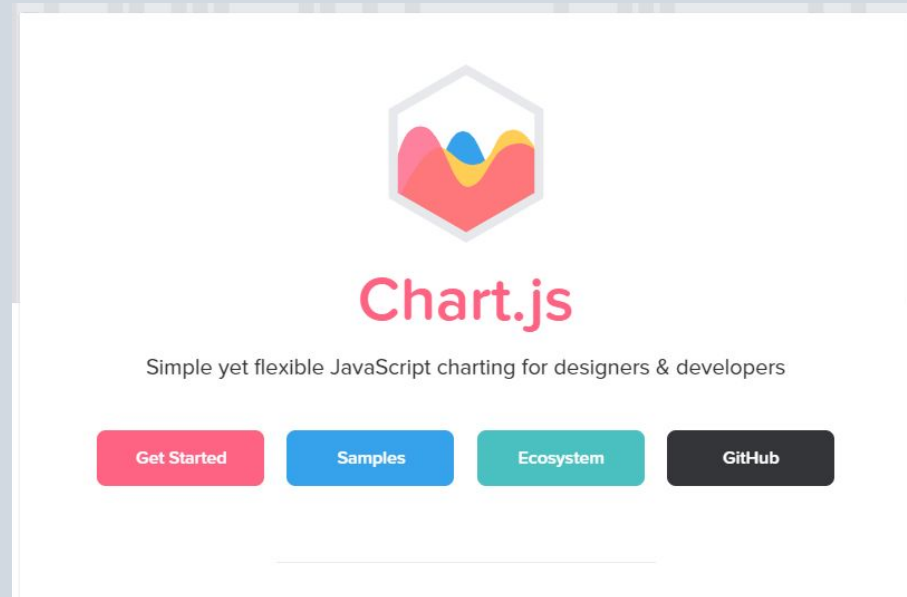 Chart.js
Simple yet flexible JavaScript charting for designers & developers
Get Started Samples Ecosystem GitHub